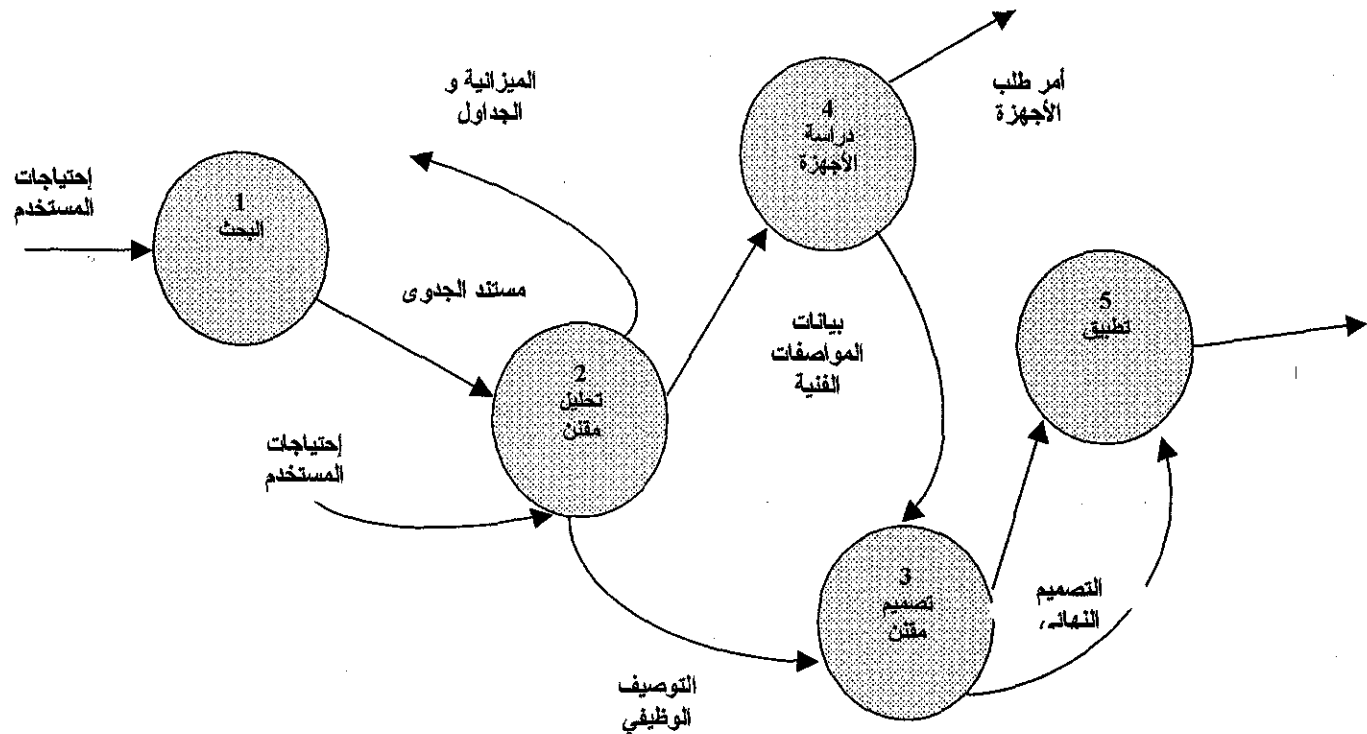 إحتياجات
المستخدم
1
البحث
مستند الجدوى
الميزانية و
الجداول
إحتياجات
المستخدم
2
تحليل
مقنن
4
دراسة
الأجهزة
أمر طلب
الأجهزة
بيانات
المواصفات
الفنية
التوصيف
الوظيفي
3
تصميم
مقنن
التصميم
النهائي
5
تطبيق